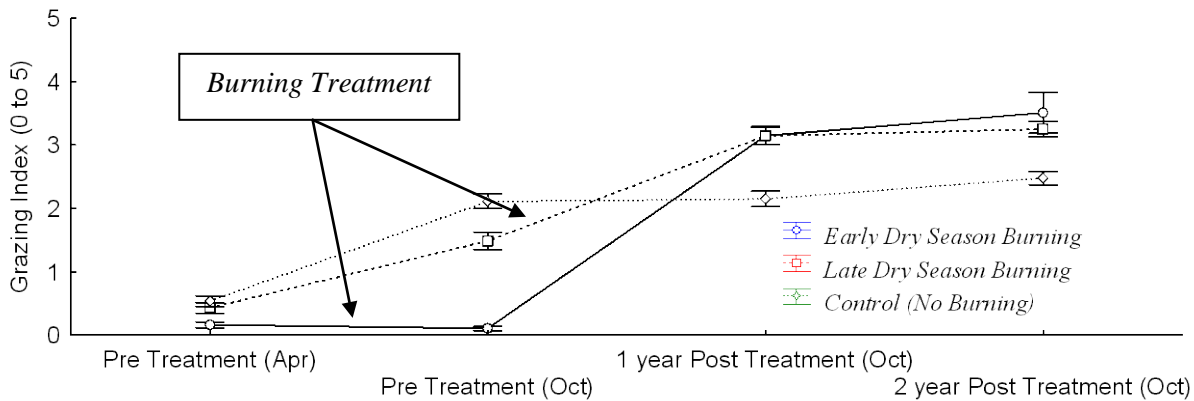 5
4
3
2
1
0
Grazing Index (0 to 5)
Burning Treatment
Early Dry Season Burning
Late Dry Season Burning
Control (No Burning)
Pre Treatment (Apr)
Pre Treatment (Oct)
1 year Post Treatment (Oct)
2 year Post Treatment (Oct)